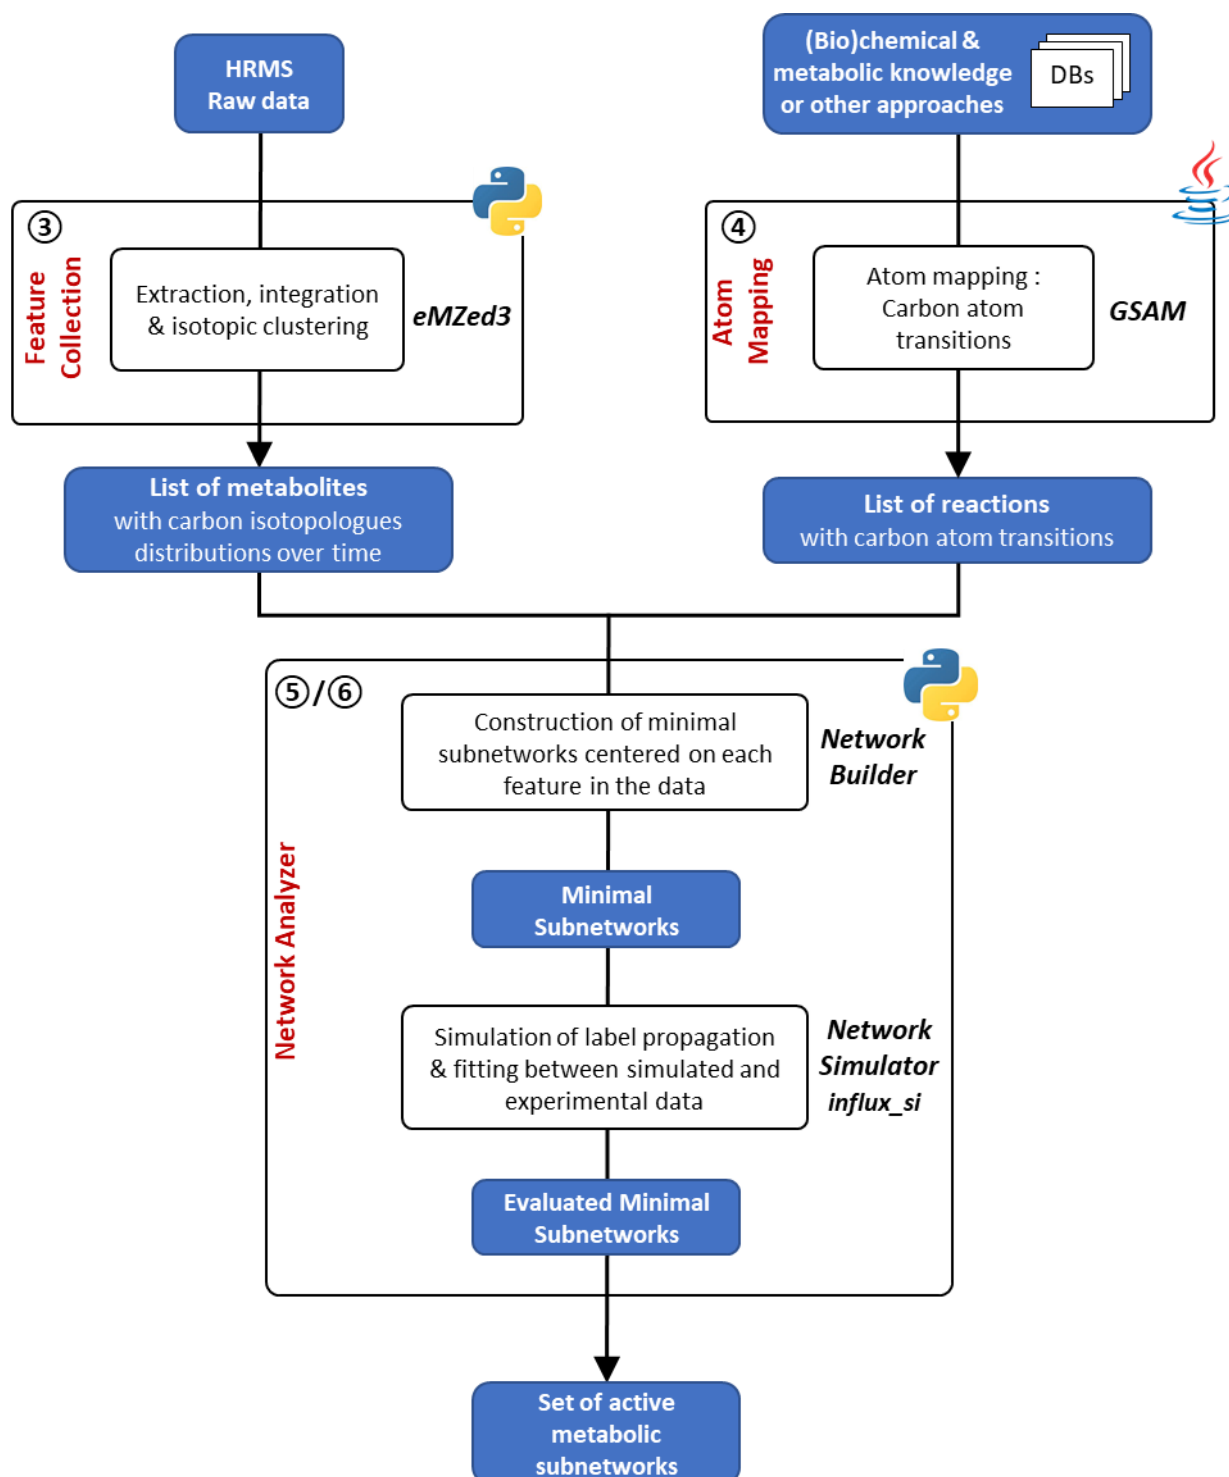 HRMS
Raw data
(Bio)chemical &
metabolic knowledge
or other approaches
DBs
③
Feature
Collection
Extraction, integration
& isotopic clustering
eMZed3
④
Atom
Mapping
Atom mapping :
Carbon atom
transitions
GSAM
List of metabolites
with carbon isotopologues
distributions over time
List of reactions
with carbon atom transitions
⑤/⑥
Network Analyzer
Construction of minimal
subnetworks centered on each
feature in the data
Network
Builder
Minimal
Subnetworks
Simulation of label propagation
& fitting between simulated and
experimental data
Network
Simulator
influx_si
Evaluated Minimal
Subnetworks
Set of active
metabolic
subnetworks